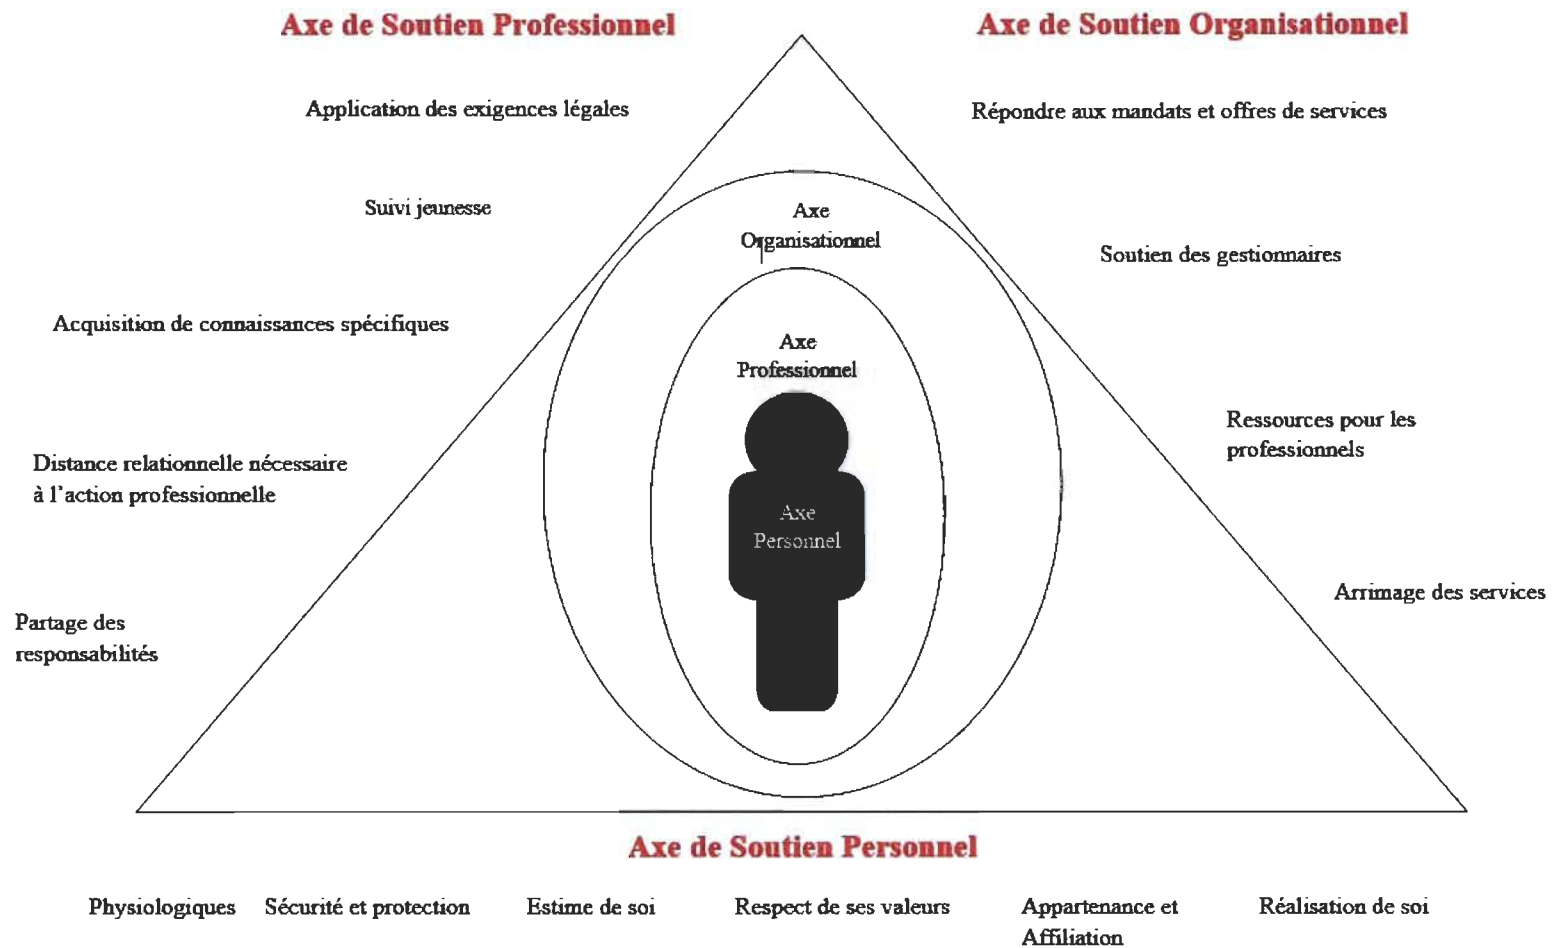 Axe de Soutien Professionnel
Axe de Soutien Organisationnel
Application des exigences légales
Répondre aux mandats et offres de services
Suivi jeunesse
Axe
Organisationnel
Soutien des gestionnaires
Acquisition de connaissances spécifiques
Axe
Professionnel
Ressources pour les
professionnels
Distance relationnelle nécessaire
à l'action professionnelle
Axe
Personnel
Arrimage des services
Partage des
responsabilités
Axe de Soutien Personnel
Physiologiques
Sécurité et protection
Estime de soi
Respect de ses valeurs
Appartenance et
Affiliation
Réalisation de soi